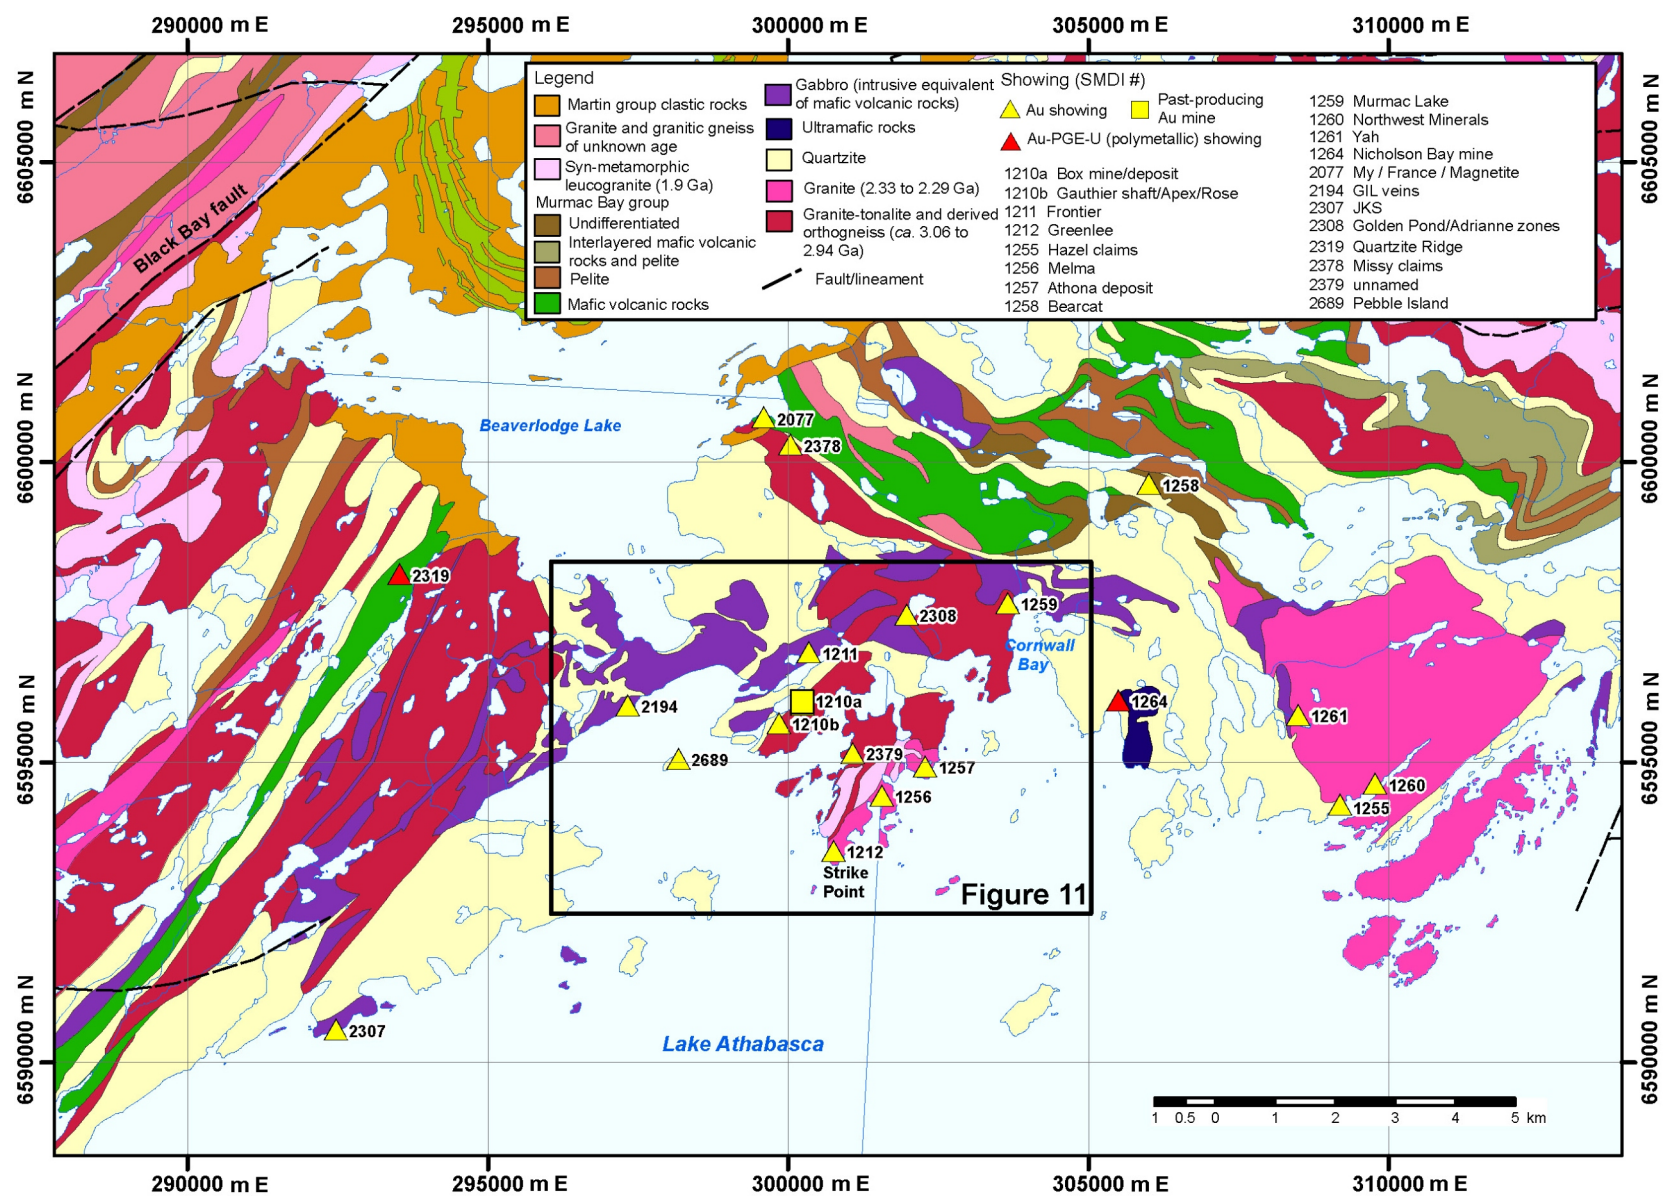 290000 m E
295000 m E
300000 m E
305000 m E
310000 m E
6605000 m N
6600000 m N
6595000 m N
6590000 m N
6605000 m N
6600000 m N
6595000 m N
6590000 m N
Legend
Martin group clastic rocks
Granite and granitic gneiss
of unknown age
Syn-metamorphic
leucogranite (1.9 Ga)
Murmac Bay group
Undifferentiated
Interlayered mafic volcanic
rocks and pelite
Pelite
Mafic volcanic rocks
Gabbro (intrusive equivalent
of mafic volcanic rocks)
Ultramafic rocks
Quartzite
Granite (2.33 to 2.29 Ga)
Granite-tonalite and derived
orthogneiss (ca. 3.06 to
2.94 Ga)
Fault/lineament
Showing (SMDI #)
Au showing
Past-producing
Au mine
Au-PGE-U (polymetallic) showing
1210a Box mine/deposit
1210b Gauthier shaft/Apex/Rose
1211 Frontier
1212 Greenlee
1255 Hazel claims
1256 Melma
1257 Athona deposit
1258 Bearcat
1259 Murmac Lake
1260 Northwest Minerals
1261 Yah
1264 Nicholson Bay mine
2077 My / France / Magnetite
2194 GIL veins
2307 JKS
2308 Golden Pond/Adrianne zones
2319 Quartzite Ridge
2378 Missy claims
2379 unnamed
2689 Pebble Island
Black Bay fault
Beaverlodge Lake
2077
2378
1258
2319
1259
2308
Cornwall
Bay
1211
2194
1210a
1210b
1264
1261
2689
2379
1257
1256
1260
1255
1212
Strike
Point
Figure 11
2307
Lake Athabasca
1 0.5 0 1 2 3 4 5 km
290000 m E
295000 m E
300000 m E
305000 m E
310000 m E